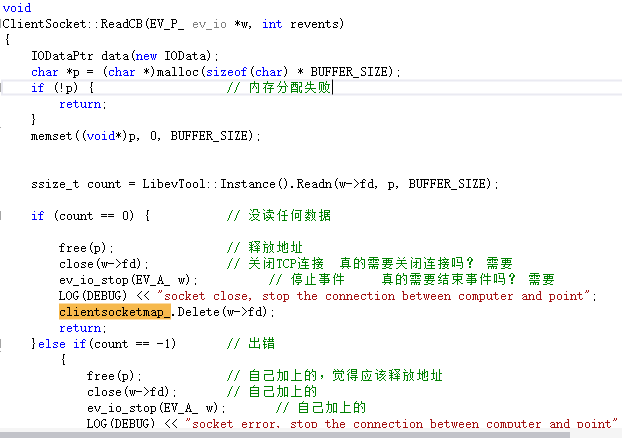 void
ClientSocket::ReadCB(EV_P_ ev_io *w, int revents)
{
IODataPtr data(new IOData);
char *p = (char *)malloc(sizeof(char) * BUFFER_SIZE);
if (!p) { // 内存分配失败
return;
}
memset((void*)p, 0, BUFFER_SIZE);
ssize_t count = LibevTool::Instance().Readn(w->fd, p, BUFFER_SIZE);
if (count == 0) { // 没读任何数据
free(p); // 释放地址
close(w->fd); // 关闭TCP连接 真的需要关闭连接吗？ 需要
ev_io_stop(EV_A_ w); // 停止事件 真的需要结束事件吗？ 需要
LOG(DEBUG) << "socket close, stop the connection between computer and point";
clientsocketmap_.Delete(w->fd);
return;
}else if(count == -1) // 出错
{
free(p); // 自己加上的，觉得应该释放地址
close(w->fd); // 自己加上的
ev_io_stop(EV_A_ w); // 自己加上的
LOG(DEBUG) << "socket error, stop the connection between computer and point"